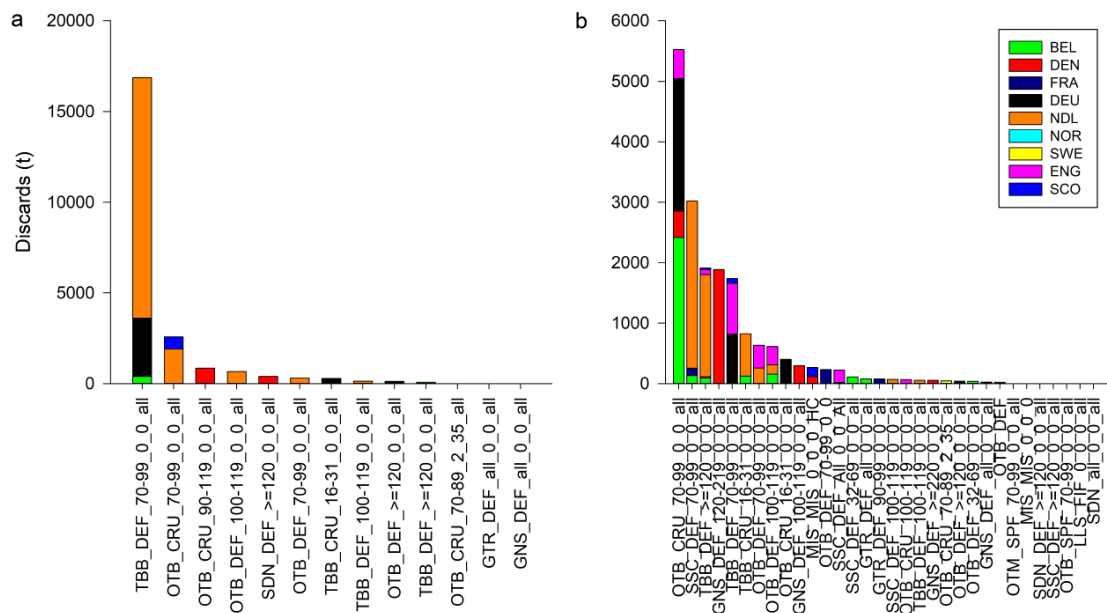 a
Discards (t)
20000
15000
10000
5000
0
TBB_DEF_70-99_0_0_all
OTB_CRU_70-99_0_0_all
OTB_CRU_90-119_0_0_all
OTB_DEF_100-119_0_0_all
SDN_DEF_>=120_0_0_all
OTB_DEF_70-99_0_0_all
TBB_CRU_16-31_0_0_all
TBB_DEF_100-119_0_0_all
OTB_DEF_>=120_0_0_all
TBB_DEF_>=120_0_0_all
OTB_CRU_70-89_2_35_all
GTR_DEF_all_0_0_all
GNS_DEF_all_0_0_all
b
6000
5000
4000
3000
2000
1000
0
BEL
DEN
FRA
DEU
NDL
NOR
SWE
ENG
SCO
OTB_CRU_70-99_0_0_all
SSC_DEF_70-99_0_0_all
TBB_DEF_>=120_0_0_all
GNS_DEF_120-219_0_0_all
TBB_DEF_70-99_0_0_all
TBB_CRU_16-31_0_0_all
OTB_DEF_70-99_0_0_all
OTB_DEF_100-119_0_0_all
OTB_CRU_16-31_0_0_all
GNS_DEF_100-119_0_0_all
MIS_MIS_0_0_0_HC
OTB_DEF_70-99_0_0
SSC_DEF_All_0_0_All
SSC_DEF_32-69_0_0_all
GTR_DEF_all_0_0_all
GTR_DEF_90-99_0_0_all
SSC_DEF_100-119_0_0_all
TBB_DEF_100-119_0_0_all
GNS_DEF_>=220_0_0_all
OTB_CRU_70-89_2_35_all
OTB_DEF_>=120_0_0_all
OTB_DEF_32-69_0_0_all
GNS_DEF_all_0_0_all
OTB_DEF
OTM_SPF_70-99_0_0_all
MIS_MIS_0_0_0
SDN_DEF_>=120_0_0_all
SSC_DEF_>=120_0_0_all
OTB_SPF_70-99_0_0_all
LLS_FIF_0_0_0_all